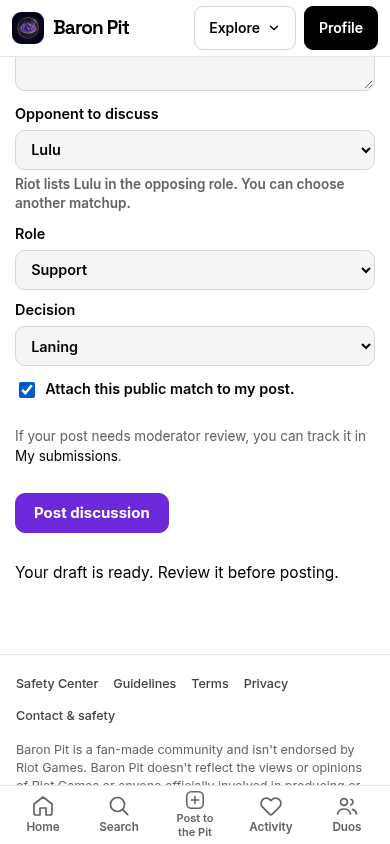 Baron Pit
Explore
Profile
Opponent to discuss
Lulu
Riot lists Lulu in the opposing role. You can choose
another matchup.
Role
Support
Decision
Laning
Attach this public match to my post.
If your post needs moderator review, you can track it in
My submissions.
Post discussion
Your draft is ready. Review it before posting.
Safety Center Guidelines Terms Privacy
Contact & safety
Baron Pit is a fan-made community and isn't endorsed by
Riot Games. Baron Pit doesn't reflect the views or opinions
of Riot Games or anyone officially involved in producing or
Home
Search
Post to
the Pit
Activity
Duos